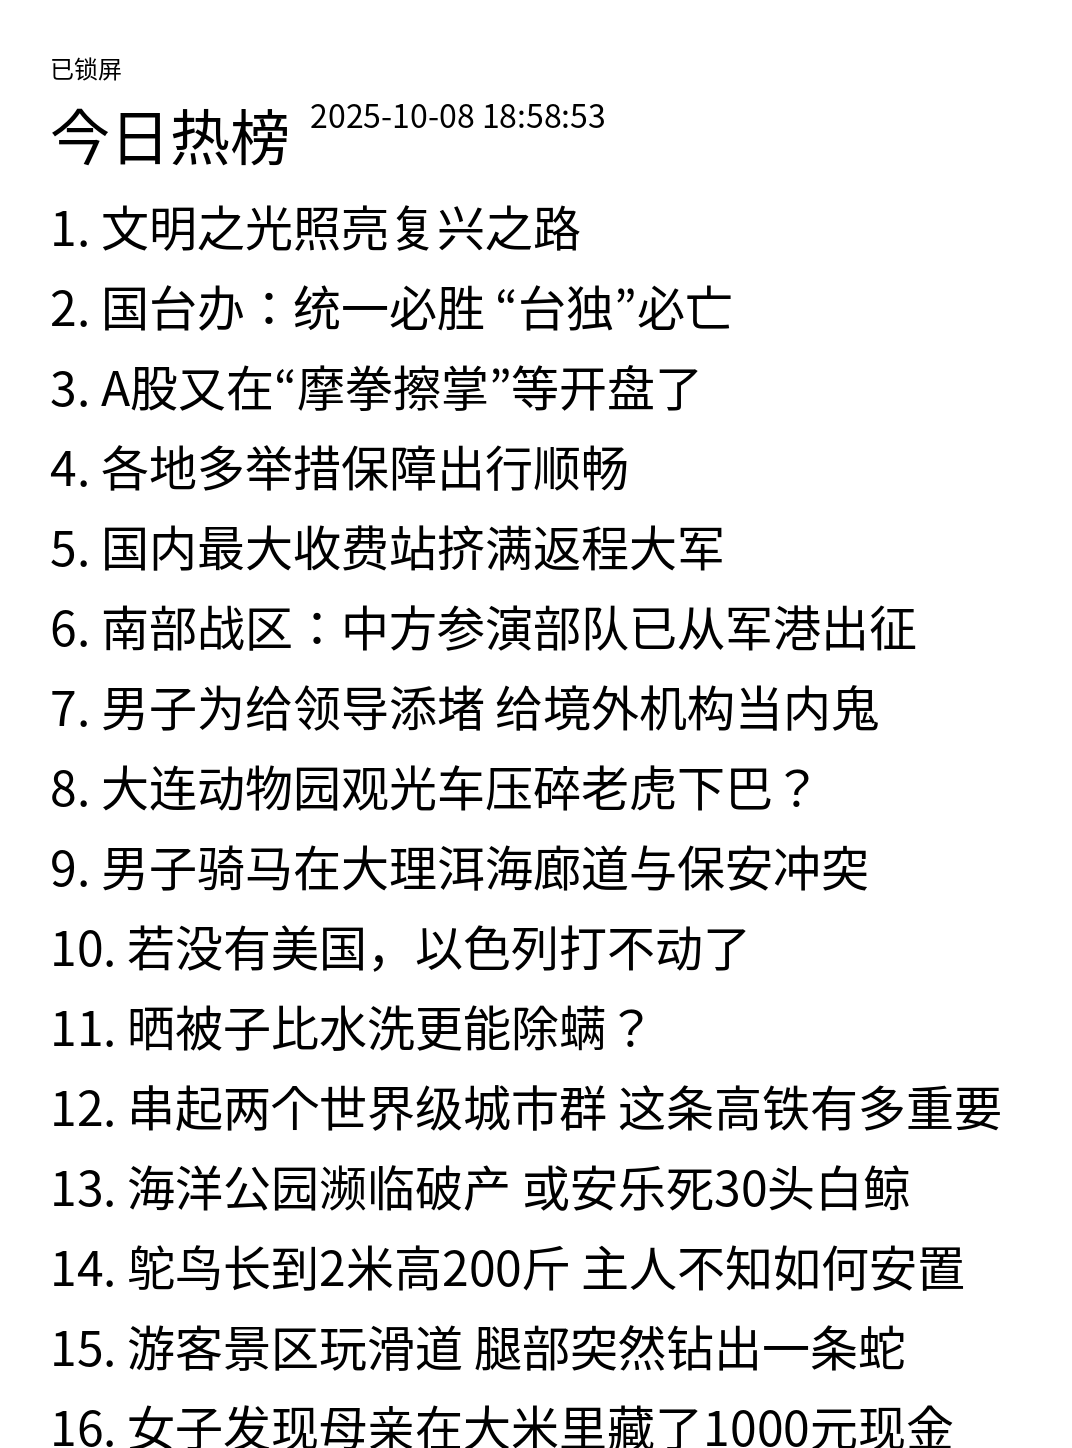 已锁屏
今日热榜 2025-10-08 18:58:53
1. 文明之光照亮复兴之路
2. 国台办：统一必胜 “台独”必亡
3. A股又在“摩拳擦掌”等开盘了
4. 各地多举措保障出行顺畅
5. 国内最大收费站挤满返程大军
6. 南部战区：中方参演部队已从军港出征
7. 男子为给领导添堵 给境外机构当内鬼
8. 大连动物园观光车压碎老虎下巴？
9. 男子骑马在大理洱海廊道与保安冲突
10. 若没有美国，以色列打不动了
11. 晒被子比水洗更能除螨？
12. 串起两个世界级城市群 这条高铁有多重要
13. 海洋公园濒临破产 或安乐死30头白鲸
14. 鸵鸟长到2米高200斤 主人不知如何安置
15. 游客景区玩滑道 腿部突然钻出一条蛇
16. 女子发现母亲在大米里藏了1000元现金